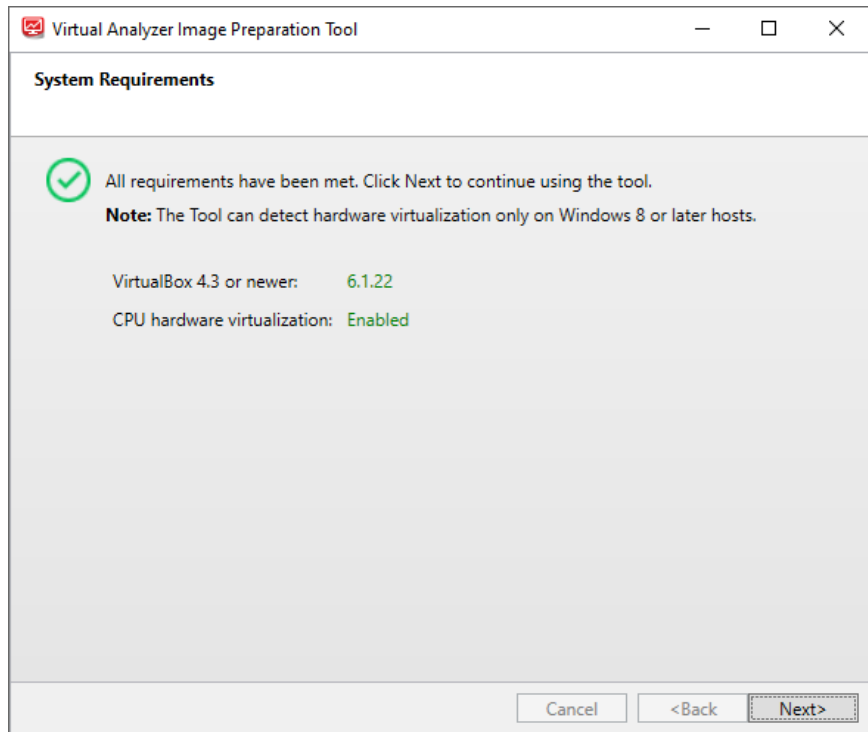 Virtual Analyzer Image Preparation Tool
System Requirements
All requirements have been met. Click Next to continue using the tool.
Note: The Tool can detect hardware virtualization only on Windows 8 or later hosts.
VirtualBox 4.3 or newer: 6.1.22
CPU hardware virtualization: Enabled
Cancel <Back Next>